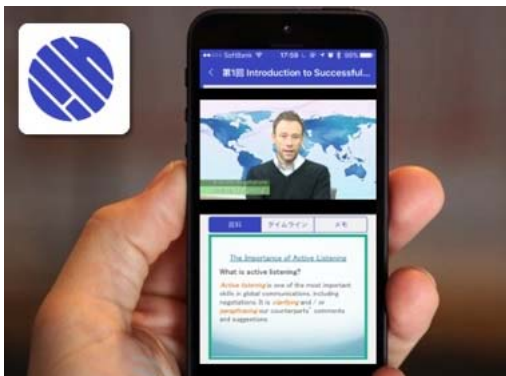 SoftBank 17:59 90%
第1回 Introduction to Successful...
資料 タイムライン メモ
The Importance of Active Listening
What is active listening?
Active listening is one of the most important
skills in global communications, including
negotiations. It is clarifying and / or
paraphrasing our counterparts' comments
and suggestions.